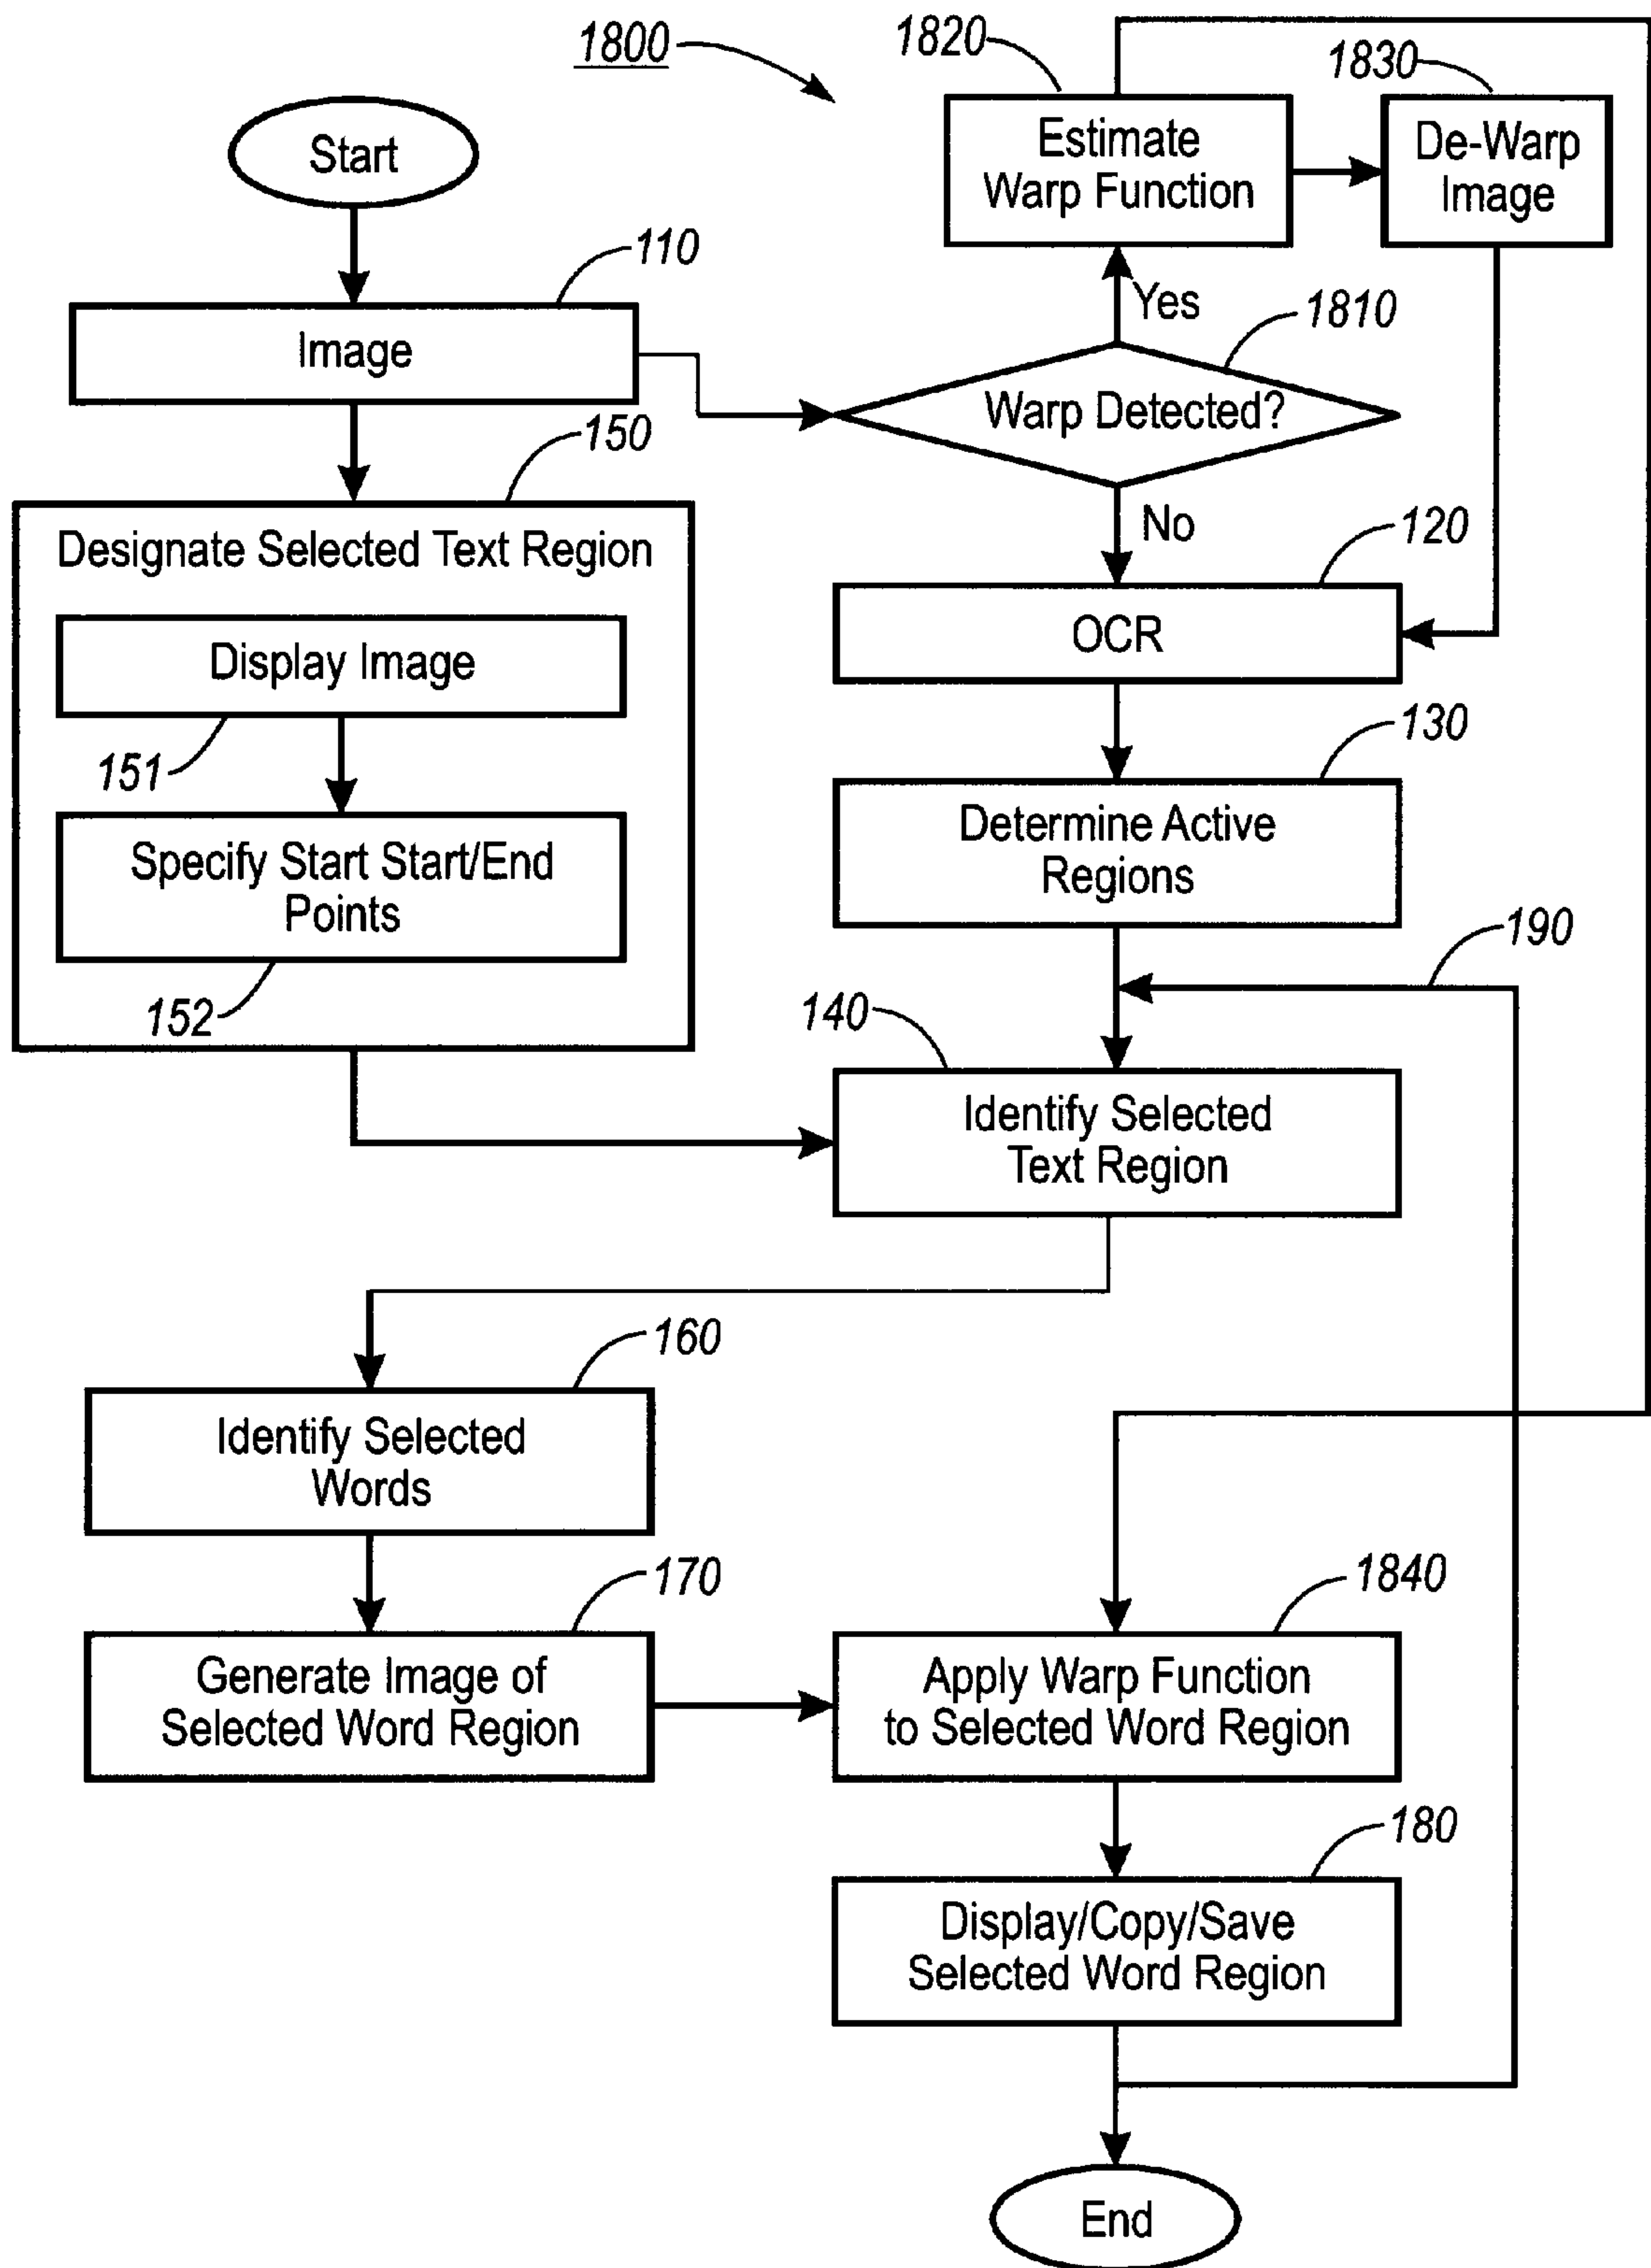 1800
1820
1830
Start
Estimate
Warp Function
De-Warp
Image
110
Yes
1810
Image
Warp Detected?
150
No
120
Designate Selected Text Region
OCR
Display Image
130
151
Determine Active
Regions
Specify Start Start/End
Points
190
152
140
Identify Selected
Text Region
160
Identify Selected
Words
170
1840
Generate Image of
Selected Word Region
Apply Warp Function
to Selected Word Region
180
Display/Copy/Save
Selected Word Region
End